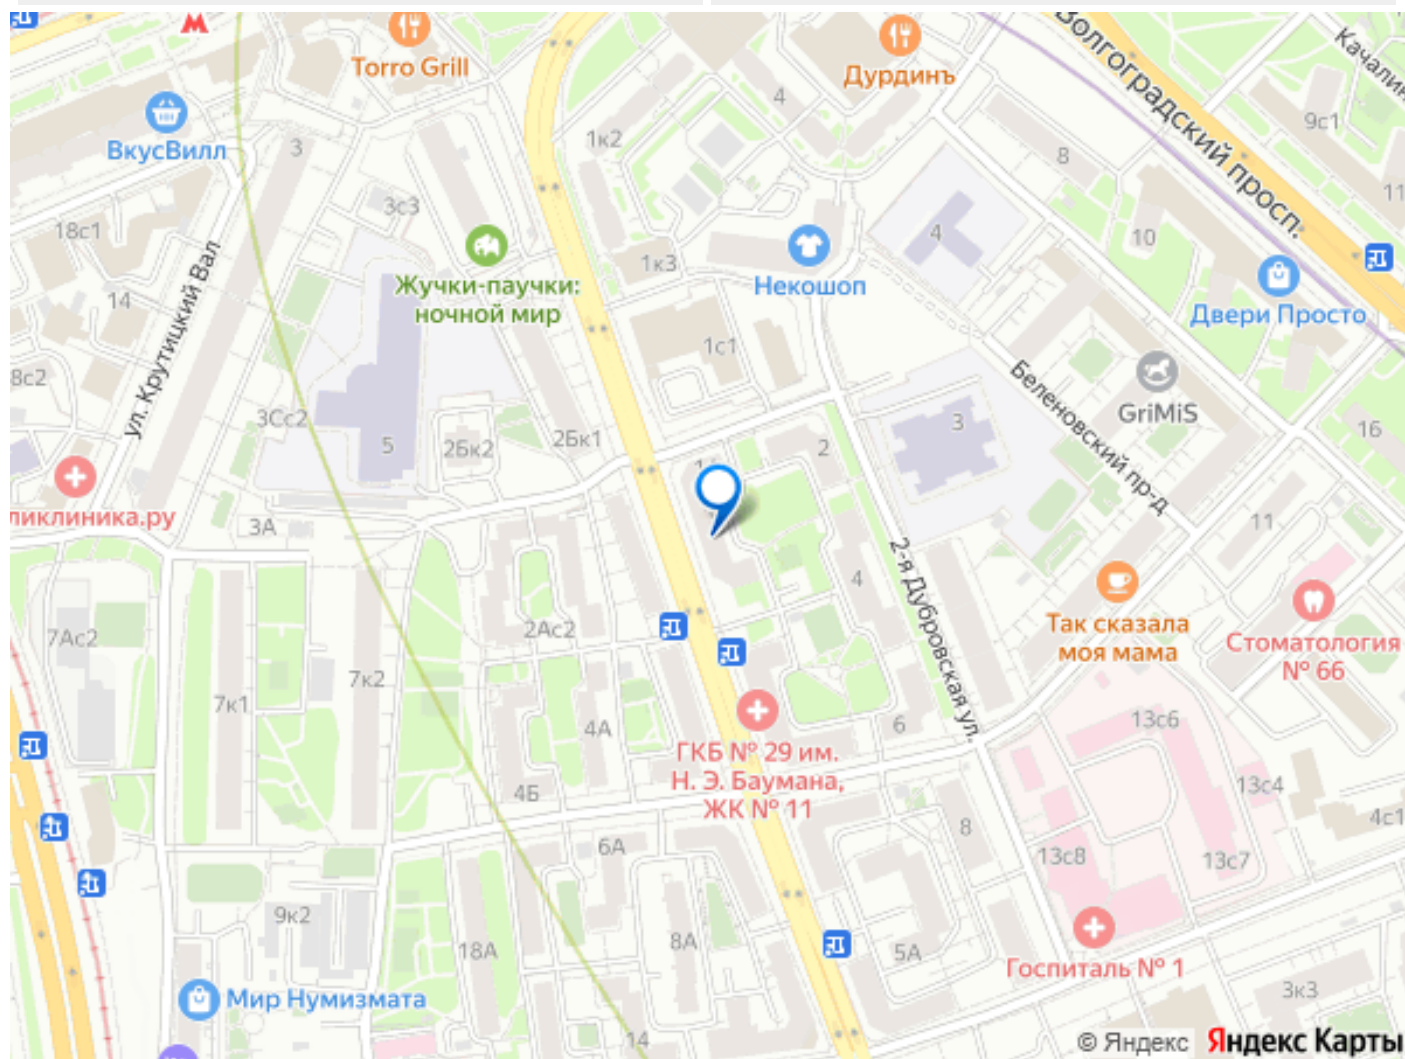 Torro Grill
Дурдинъ
Волгоградский просп.
Качалин
ВкусВилл
3
1к2
4
8
9с1
11
3с3
18с1
14
8с2
ул. Крутицкий Вал
Жучки-паучки:
ночной мир
1к3
Некошоп
4
10
Двери Просто
1с1
Беленовский пр-д
GriMiS
16
3Сс2
5
2Бк2
2Бк1
2
3
ликлиника.ру
3А
11
4
2-я Дубровская ул.
Так сказала
моя мама
Стоматология
№ 66
7Ас2
2Ас2
7к2
7к1
4А
6
ГКБ № 29 им.
Н. Э. Баумана,
ЖК № 11
13с6
13с4
4с1
4Б
6А
8
13с8
13с7
9к2
18А
8А
5А
Госпиталь № 1
3к3
Мир Нумизмата
14
© Яндекс Яндекс Карты